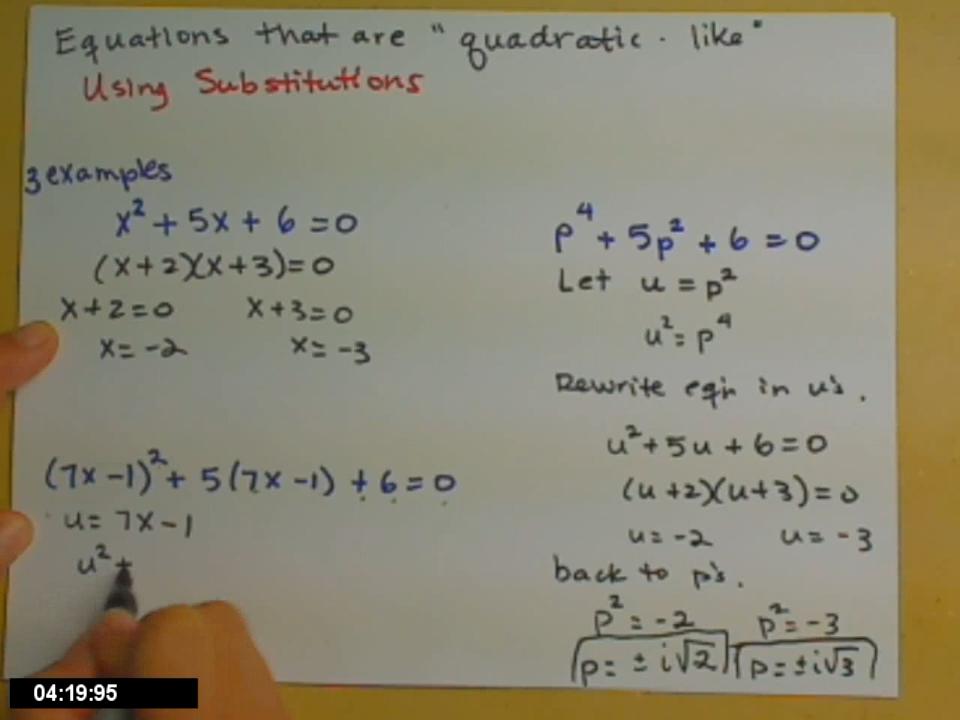 Equations that are "quadratic-like"
Using Substitutions
3 examples
x² + 5x + 6 = 0
(x+2)(x+3)=0
x+2=0 x+3=0
x=-2 x=-3
(7x-1)²+ 5(7x-1) + 6 = 0
u= 7x-1
u² +
p⁴ + 5p² + 6 = 0
Let u = p²
u²= p⁴
Rewrite eq'n in u's.
u²+5u+6=0
(u+2)(u+3)=0
u=-2 u=-3
back to p's.
p²=-2 p²=-3
p=±i√2 p=±i√3
04:19:95